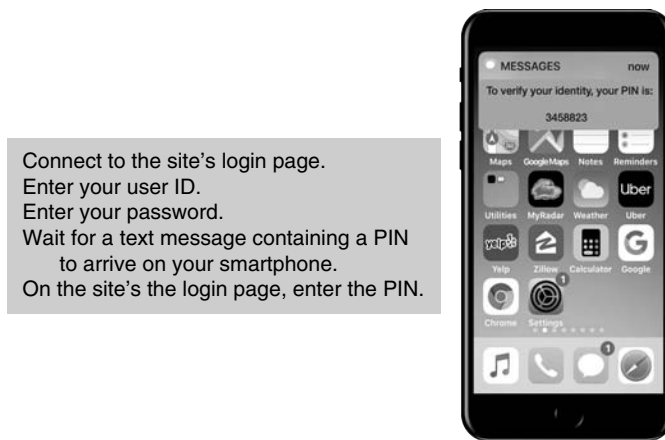 Connect to the site's login page.
Enter your user ID.
Enter your password.
Wait for a text message containing a PIN
to arrive on your smartphone.
On the site's the login page, enter the PIN.
MESSAGES now
To verify your identity, your PIN is:
3458823
Maps Google Maps Notes Reminders
Utilities MyRadar Weather Uber
Uber
yelp
Yelp Zillow Calculator Google
G
1
Chrome Settings
1